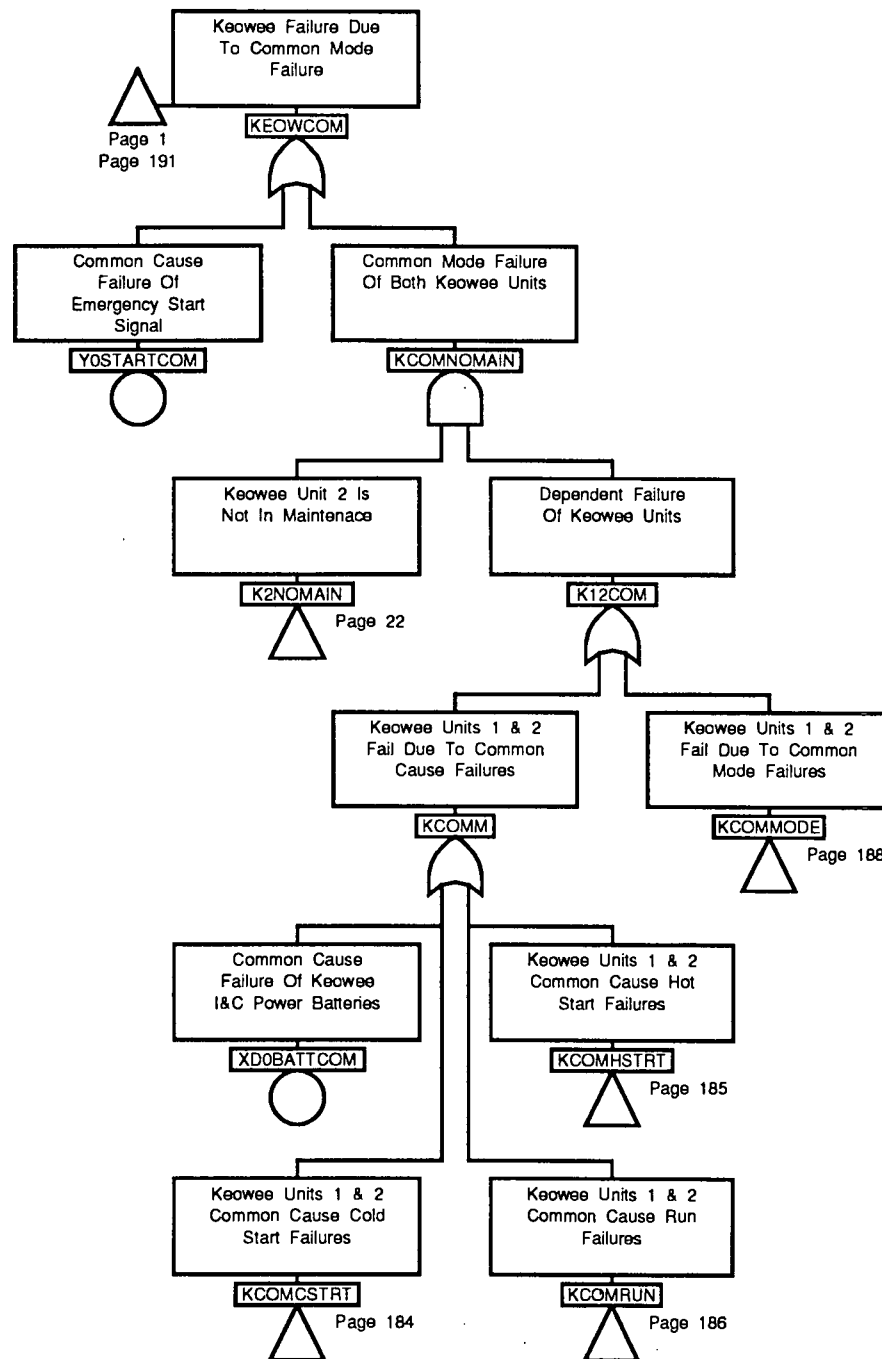 Keowee Failure Due
To Common Mode
Failure
KEOWCOM
Page 1
Page 191
Common Cause
Failure Of
Emergency Start
Signal
Y0STARTCOM
Common Mode Failure
Of Both Keowee Units
KCOMNOMAIN
Keowee Unit 2 Is
Not In Maintenace
K2NOMAIN
Page 22
Dependent Failure
Of Keowee Units
K12COM
Keowee Units 1 & 2
Fail Due To Common
Cause Failures
KCOMM
Keowee Units 1 & 2
Fail Due To Common
Mode Failures
KCOMMODE
Page 188
Common Cause
Failure Of Keowee
I&C Power Batteries
XD0BATTCOM
Keowee Units 1 & 2
Common Cause Hot
Start Failures
KCOMHSTRT
Page 185
Keowee Units 1 & 2
Common Cause Cold
Start Failures
KCOMCSTRT
Page 184
Keowee Units 1 & 2
Common Cause Run
Failures
KCOMRUN
Page 186